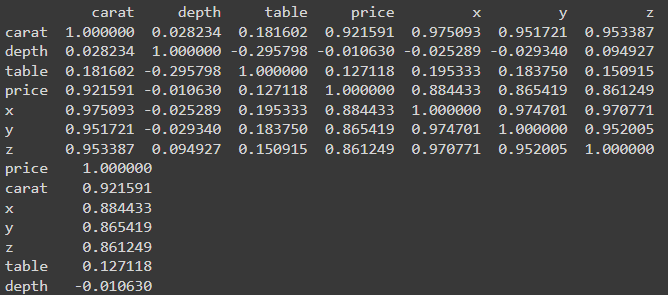 carat depth table price x y z
carat 1.000000 0.028234 0.181602 0.921591 0.975093 0.951721 0.953387
depth 0.028234 1.000000 -0.295798 -0.010630 -0.025289 -0.029340 0.094927
table 0.181602 -0.295798 1.000000 0.127118 0.195333 0.183750 0.150915
price 0.921591 -0.010630 0.127118 1.000000 0.884433 0.865419 0.861249
x 0.975093 -0.025289 0.195333 0.884433 1.000000 0.974701 0.970771
y 0.951721 -0.029340 0.183750 0.865419 0.974701 1.000000 0.952005
z 0.953387 0.094927 0.150915 0.861249 0.970771 0.952005 1.000000
price 1.000000
carat 0.921591
x 0.884433
y 0.865419
z 0.861249
table 0.127118
depth -0.010630